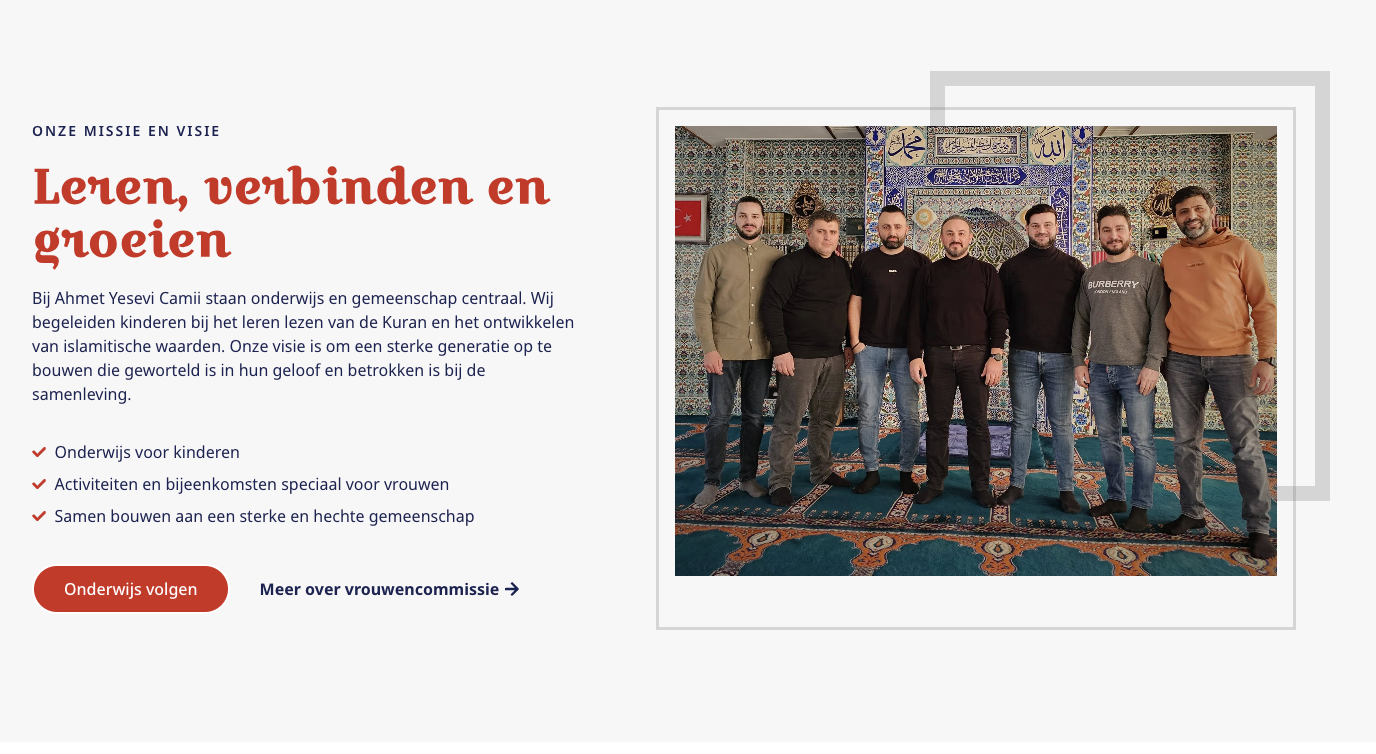 ONZE MISSIE EN VISIE
Leren, verbinden en
groeien
Bij Ahmet Yesevi Camii staan onderwijs en gemeenschap centraal. Wij
begeleiden kinderen bij het leren lezen van de Kuran en het ontwikkelen
van islamitische waarden. Onze visie is om een sterke generatie op te
bouwen die geworteld is in hun geloof en betrokken is bij de
samenleving.
Onderwijs voor kinderen
Activiteiten en bijeenkomsten speciaal voor vrouwen
Samen bouwen aan een sterke en hechte gemeenschap
Onderwijs volgen
Meer over vrouwencommissie
محمد
الله
BURBERRY
LONDON ENGLAND